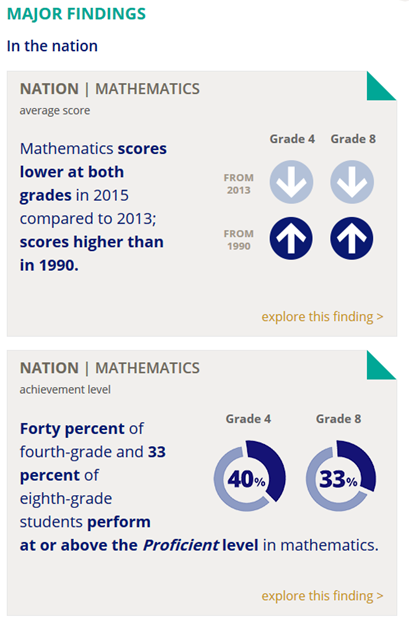 MAJOR FINDINGS
In the nation
NATION | MATHEMATICS
average score
Mathematics scores
lower at both
grades in 2015
compared to 2013;
scores higher than
in 1990.
Grade 4 Grade 8
FROM
2013
FROM
1990
explore this finding >
NATION | MATHEMATICS
achievement level
Forty percent of
fourth-grade and 33
percent of
eighth-grade
students perform
at or above the Proficient level in mathematics.
Grade 4 Grade 8
40% 33%
explore this finding >